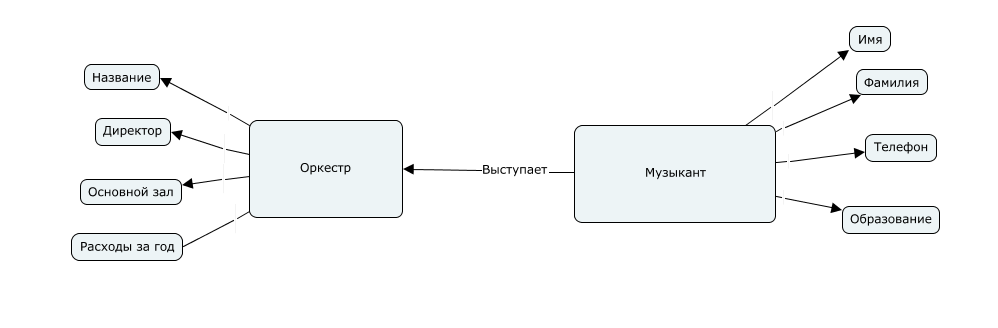 Имя
Название
Фамилия
Директор
Телефон
Оркестр
Выступает
Музыкант
Основной зал
Образование
Расходы за год